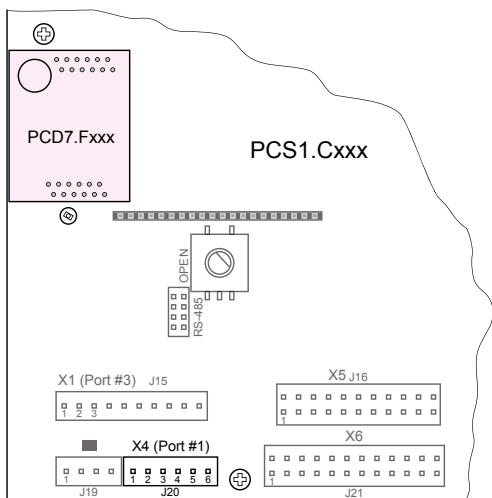 PCD7.Fxxx
PCS1.Cxxx
OPEN
RS-485
X1 (Port #3) J15
1 2 3
X5 J16
1
X4 (Port #1)
1
J19
1 2 3 4 5 6
J20
X6
1
J21